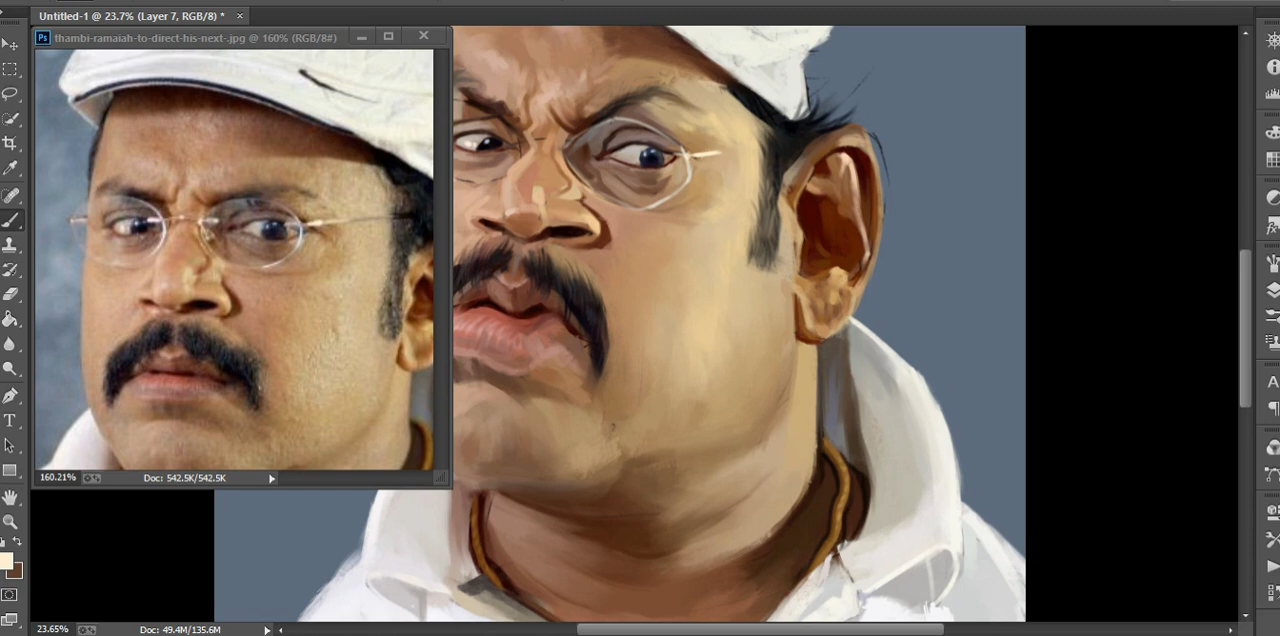 Untitled-1 @ 23.7% (Layer 7, RGB/8) * ×
Ps thambi-ramaiah-to-direct-his-next-.jpg @ 160% (RGB/8#)
160.21% Doc: 542.5K/542.5K
23.65% Doc: 49.4M/135.6M